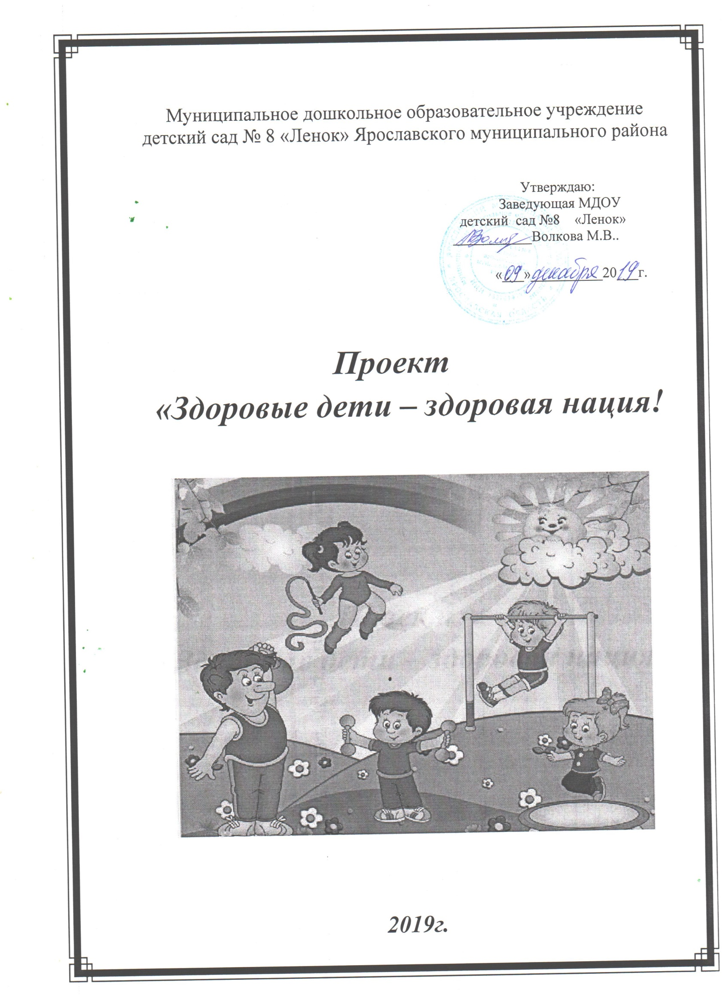 Муниципальное дошкольное образовательное учреждение
детский сад № 8 «Ленок» Ярославского муниципального района
Утверждаю:
Заведующая МДОУ
детский сад №8 «Ленок»
Волкова М.В..
«09» декабря 2019 г.
Проект
«Здоровые дети – здоровая нация!
2019г.